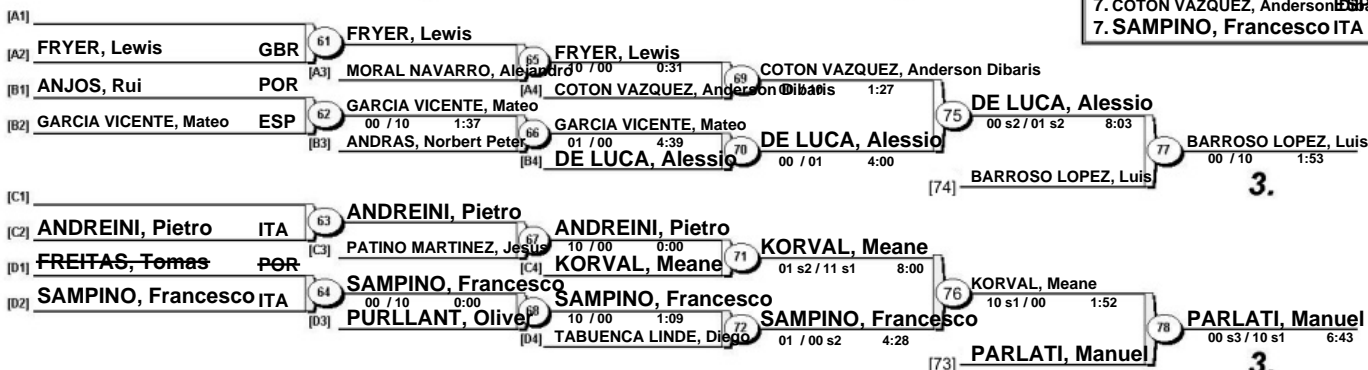 7. COTON VAZQUEZ, Anderson
7. SAMPINO, Francesco ITA
[A1]
[A2] FRYER, Lewis GBR
61
FRYER, Lewis
[A3] MORAL NAVARRO, Alejandro
[B1] ANJOS, Rui POR
[B2] GARCIA VICENTE, Mateo ESP
62
GARCIA VICENTE, Mateo
00 / 10 1:37
[B3] ANDRAS, Norbert Peter
65
FRYER, Lewis
10 / 00 0:31
[A4] COTON VAZQUEZ, Anderson Dibaris
66
GARCIA VICENTE, Mateo
01 / 00 4:39
[B4] DE LUCA, Alessio
69
COTON VAZQUEZ, Anderson Dibaris
1:27
70
DE LUCA, Alessio
00 / 01 4:00
75
DE LUCA, Alessio
00 s2 / 01 s2 8:03
[74] BARROSO LOPEZ, Luis
77
BARROSO LOPEZ, Luis
00 / 10 1:53
3.
[C1]
[C2] ANDREINI, Pietro ITA
63
ANDREINI, Pietro
[C3] PATINO MARTINEZ, Jesus
[D1] FREITAS, Tomas POR
[D2] SAMPINO, Francesco ITA
64
SAMPINO, Francesco
00 / 10 0:00
[D3] PURLLANT, Oliver
67
ANDREINI, Pietro
10 / 00 0:00
[C4] KORVAL, Meane
68
SAMPINO, Francesco
10 / 00 1:09
[D4] TABUENCA LINDE, Diego
71
KORVAL, Meane
01 s2 / 11 s1 8:00
72
SAMPINO, Francesco
01 / 00 s2 4:28
76
KORVAL, Meane
10 s1 / 00 1:52
[73] PARLATI, Manuel
78
PARLATI, Manuel
00 s3 / 10 s1 6:43
3.